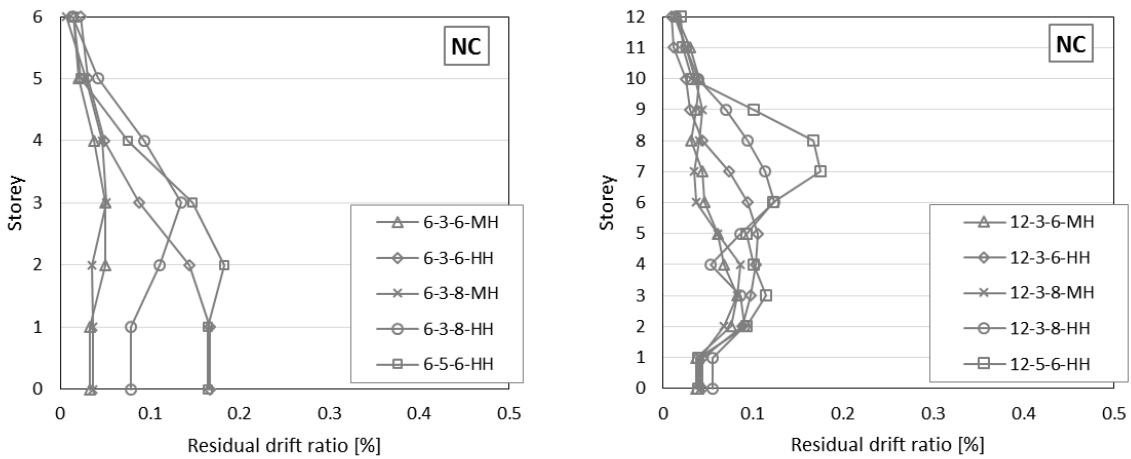 NC
6
5
4
3
2
1
0
Storey
6-3-6-MH
6-3-6-HH
6-3-8-MH
6-3-8-HH
6-5-6-HH
0 0.1 0.2 0.3 0.4 0.5
Residual drift ratio [%]
NC
12
11
10
9
8
7
6
5
4
3
2
1
0
Storey
12-3-6-MH
12-3-6-HH
12-3-8-MH
12-3-8-HH
12-5-6-HH
0 0.1 0.2 0.3 0.4 0.5
Residual drift ratio [%]